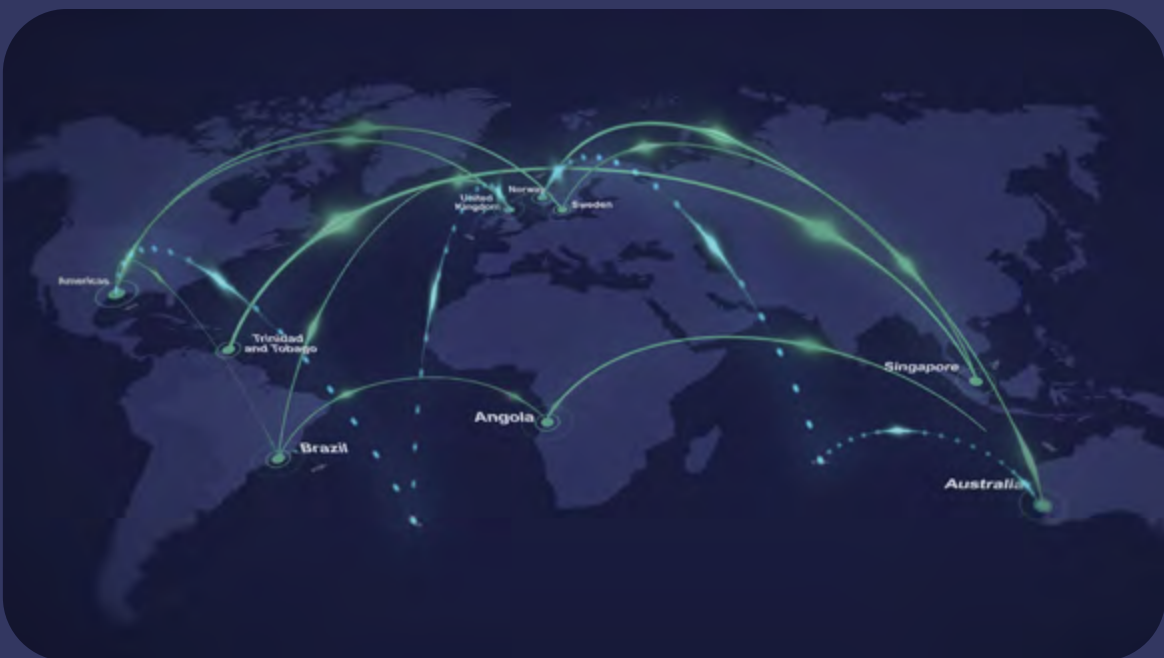 Norway
United
Kingdom
Sweden
Americas
Trinidad
and Tobago
Singapore
Angola
Brazil
Australia